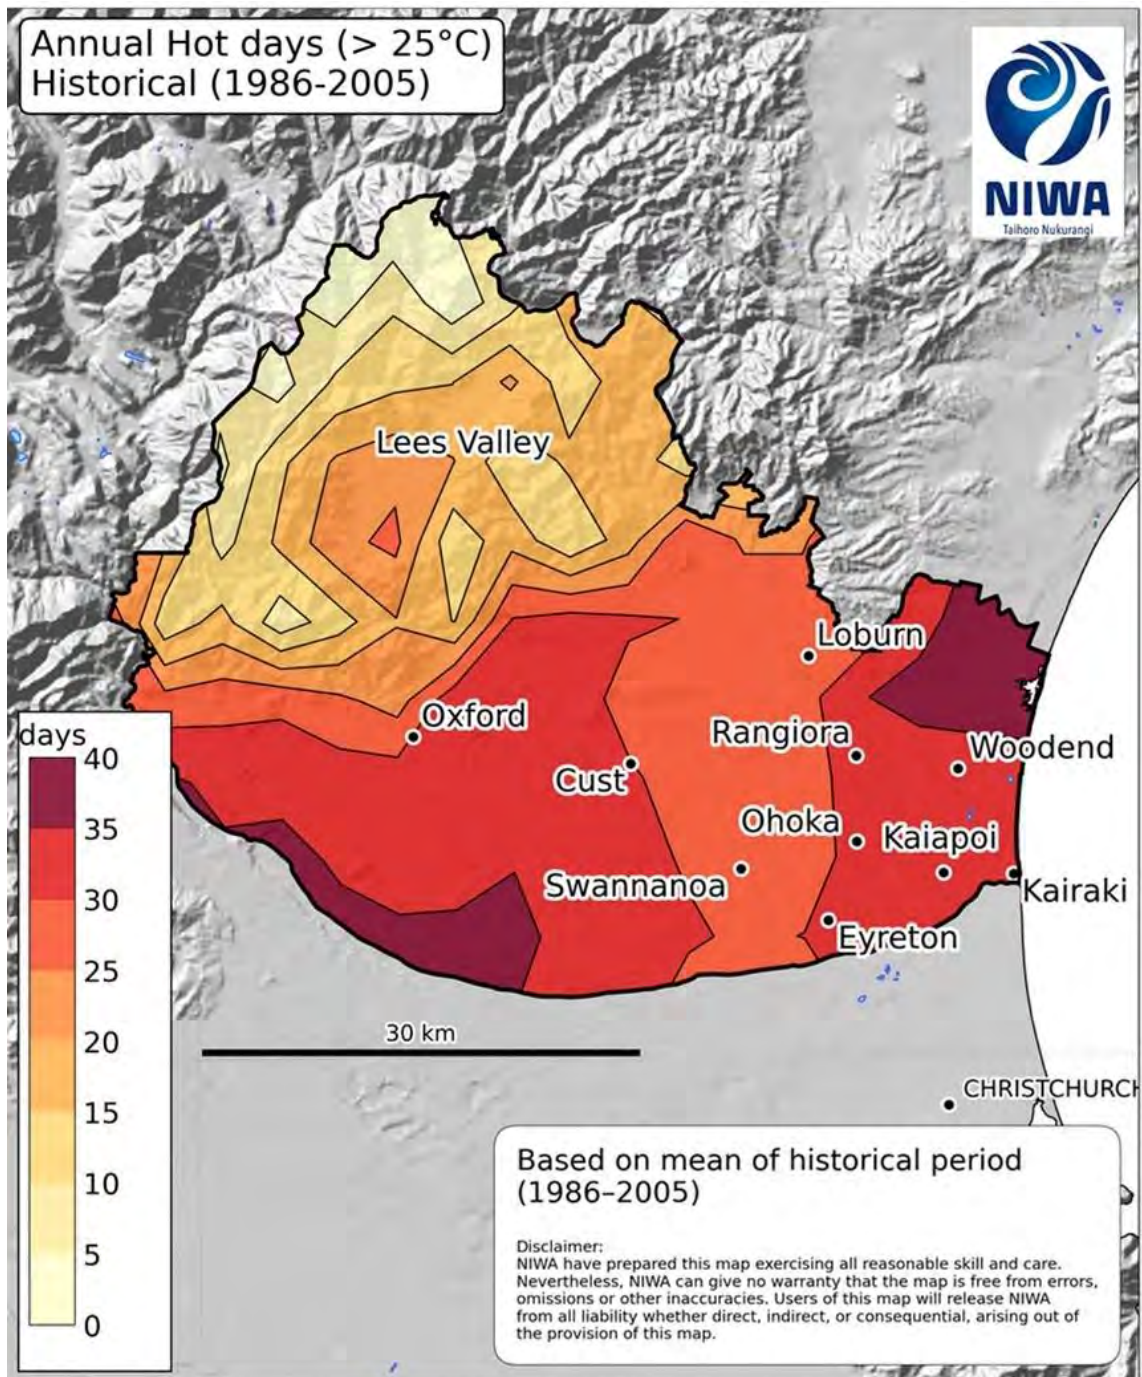 Annual Hot days (> 25°C)
Historical (1986-2005)
NIWA
Taihoro Nukurangi
Lees Valley
Loburn
Oxford
Rangiora
Woodend
Cust
Ohoka
Kaiapoi
Swannanoa
Kairaki
Eyreton
days
40
35
30
25
20
15
10
5
0
30 km
CHRISTCHURCH
Based on mean of historical period
(1986–2005)
Disclaimer:
NIWA have prepared this map exercising all reasonable skill and care.
Nevertheless, NIWA can give no warranty that the map is free from errors,
omissions or other inaccuracies. Users of this map will release NIWA
from all liability whether direct, indirect, or consequential, arising out of
the provision of this map.